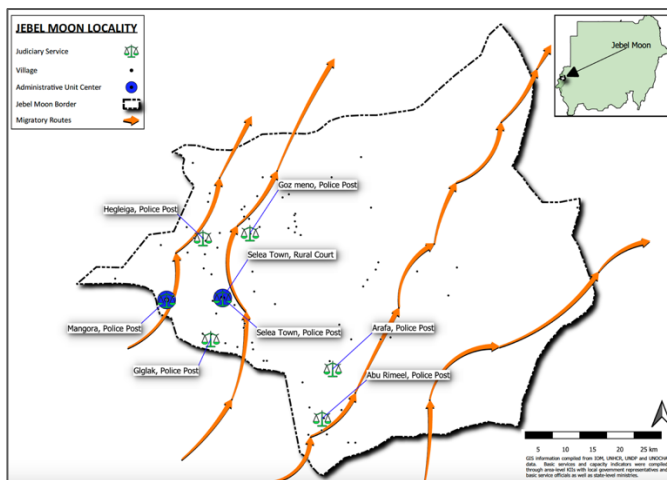 JEBEL MOON LOCALITY
Judiciary Service
Village
Administrative Unit Center
Jebel Moon Border
Migratory Routes
Jebel Moon
Goz meno, Police Post
Hegleiga, Police Post
Selea Town, Rural Court
Mangora, Police Post
Selea Town, Police Post
Arafa, Police Post
Glglak, Police Post
Abu Rimeel, Police Post
5 10 15 20 25 km
GIS information compiled from IOM, UNHCR, UNDP and UNOCHA
data. Basic services and capacity indicators were compiled
through area-level KIIs with local government representatives and
basic service officials as well as state-level ministries.